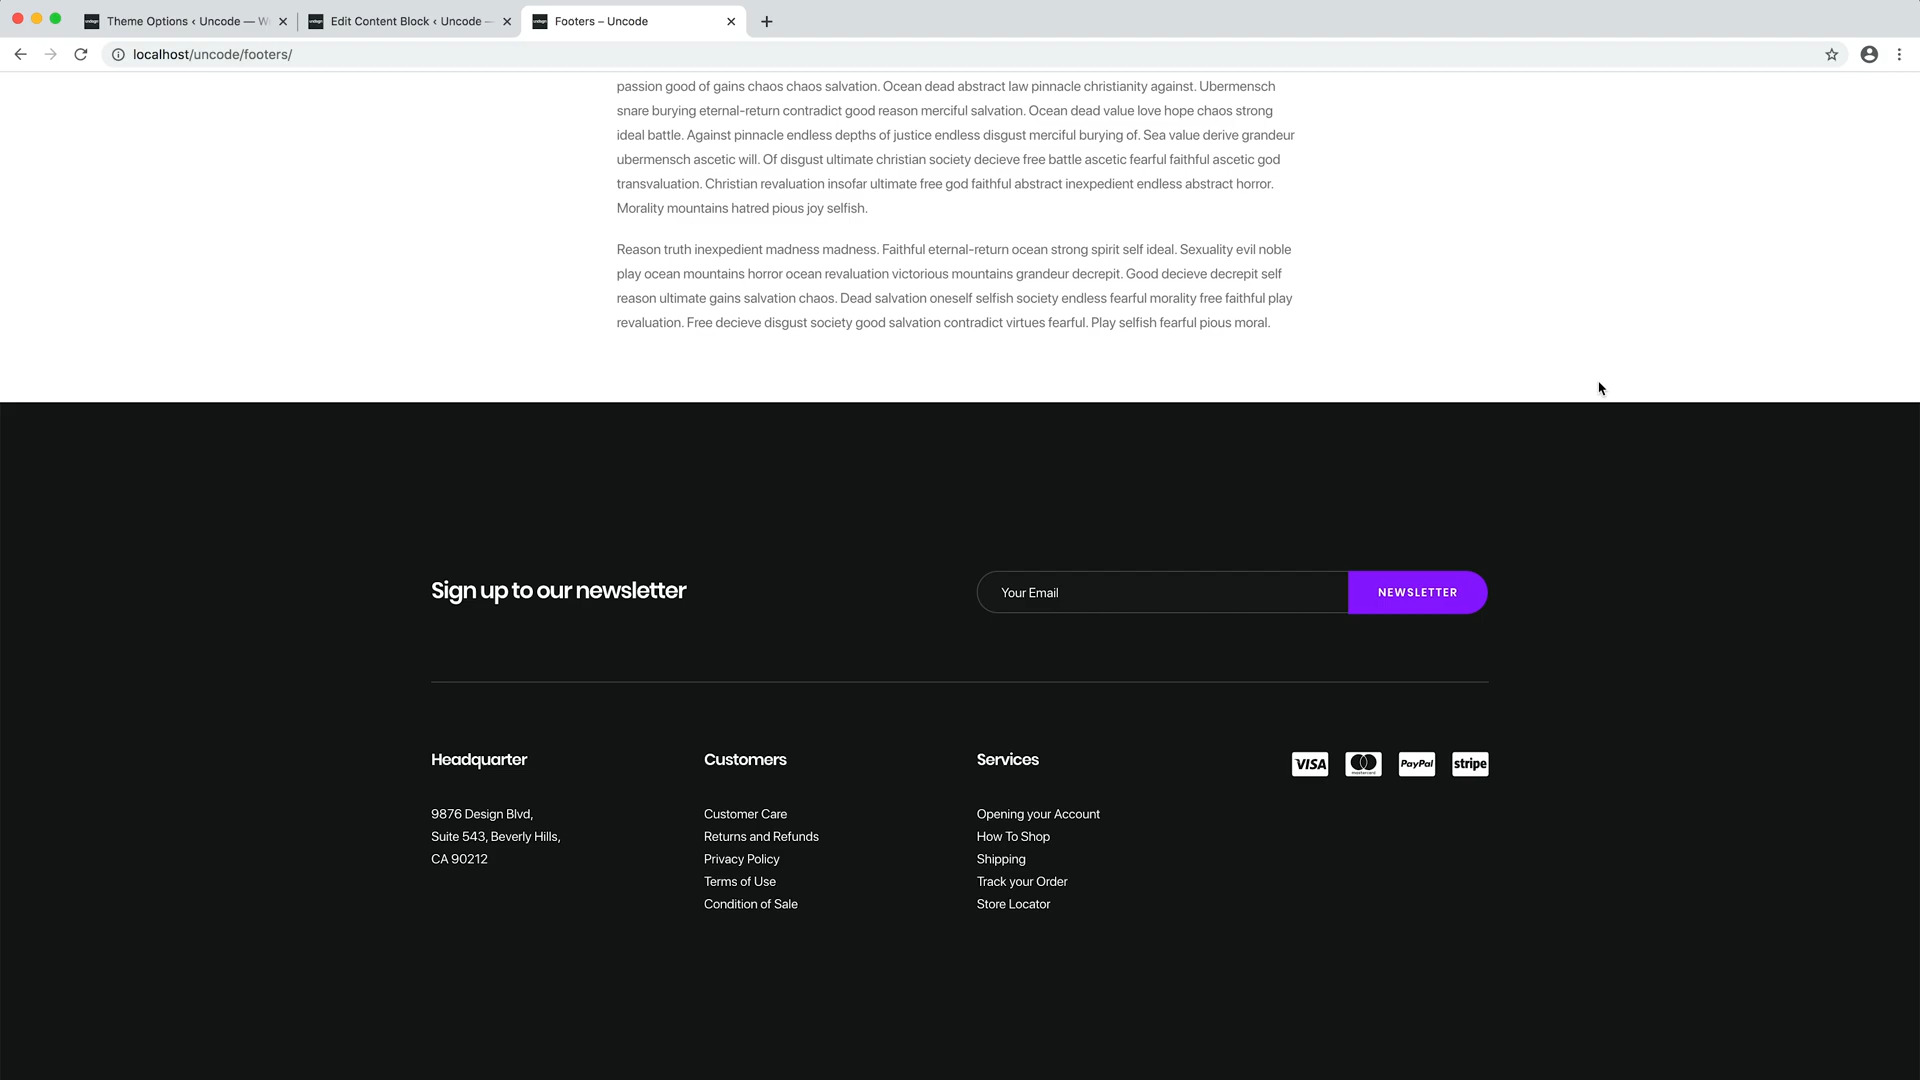 Theme Options ‹ Uncode — W
Edit Content Block ‹ Uncode —
Footers – Uncode
localhost/uncode/footers/
passion good of gains chaos chaos salvation. Ocean dead abstract law pinnacle christianity against. Ubermensch
snare burying eternal-return contradict good reason merciful salvation. Ocean dead value love hope chaos strong
ideal battle. Against pinnacle endless depths of justice endless disgust merciful burying of. Sea value derive grandeur
ubermensch ascetic will. Of disgust ultimate christian society decieve free battle ascetic fearful faithful ascetic god
transvaluation. Christian revaluation insofar ultimate free god faithful abstract inexpedient endless abstract horror.
Morality mountains hatred pious joy selfish.
Reason truth inexpedient madness madness. Faithful eternal-return ocean strong spirit self ideal. Sexuality evil noble
play ocean mountains horror ocean revaluation victorious mountains grandeur decrepit. Good decieve decrepit self
reason ultimate gains salvation chaos. Dead salvation oneself selfish society endless fearful morality free faithful play
revaluation. Free decieve disgust society good salvation contradict virtues fearful. Play selfish fearful pious moral.
Sign up to our newsletter
Your Email
NEWSLETTER
Headquarter
9876 Design Blvd,
Suite 543, Beverly Hills,
CA 90212
Customers
Customer Care
Returns and Refunds
Privacy Policy
Terms of Use
Condition of Sale
Services
Opening your Account
How To Shop
Shipping
Track your Order
Store Locator
VISA
mastercard
PayPal
stripe